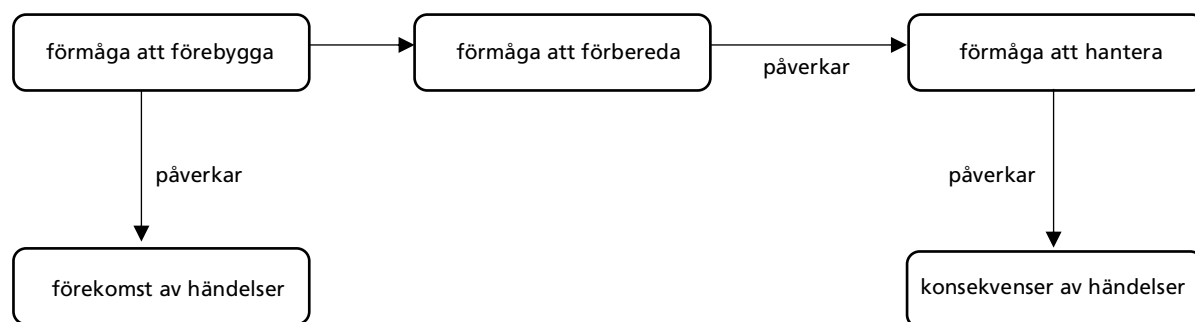 förmåga att förebygga
förmåga att förbereda
påverkar
förmåga att hantera
påverkar
påverkar
förekomst av händelser
konsekvenser av händelser